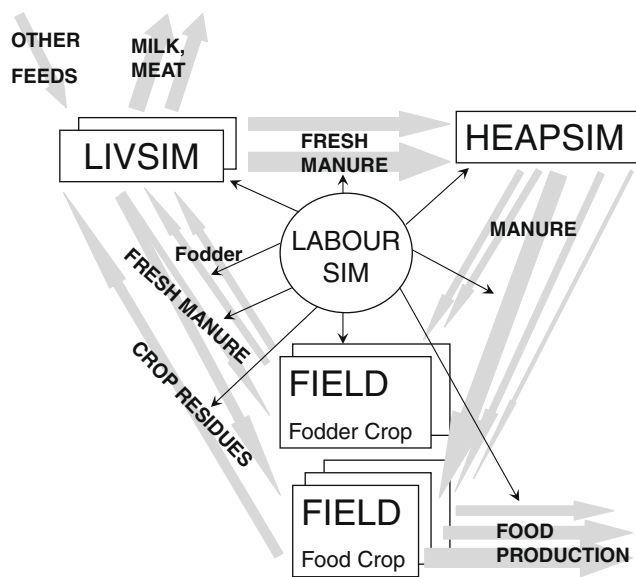 OTHER
FEEDS
MILK,
MEAT
LIVSIM
FRESH
MANURE
HEAPSIM
LABOUR
SIM
MANURE
Fodder
FRESH MANURE
CROP RESIDUES
FIELD
Fodder Crop
FIELD
Food Crop
FOOD
PRODUCTION